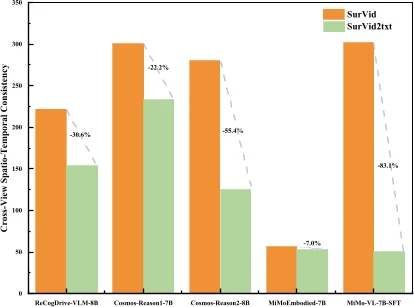 SurVid
SurVid2txt
Cross-View Spatio-Temporal Consistency
350
300
250
200
150
100
50
0
-30.6%
-22.2%
-55.4%
-7.0%
-83.1%
ReCogDrive-VLM-8B
Cosmos-Reason1-7B
Cosmos-Reason2-8B
MiMoEmbodied-7B
MiMo-VL-7B-SFT